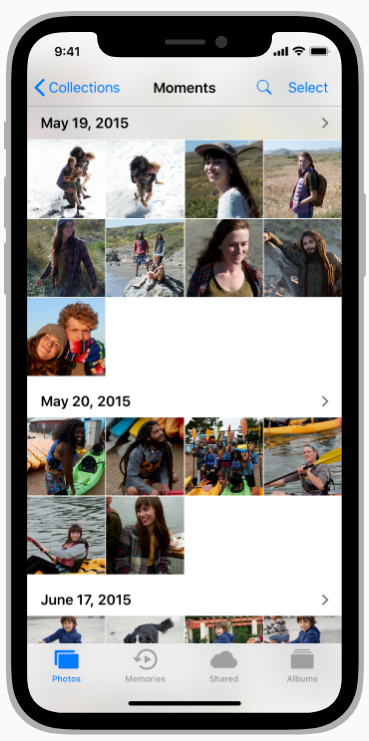 9:41
Collections Moments Select
May 19, 2015
May 20, 2015
June 17, 2015
Photos Memories Shared Albums